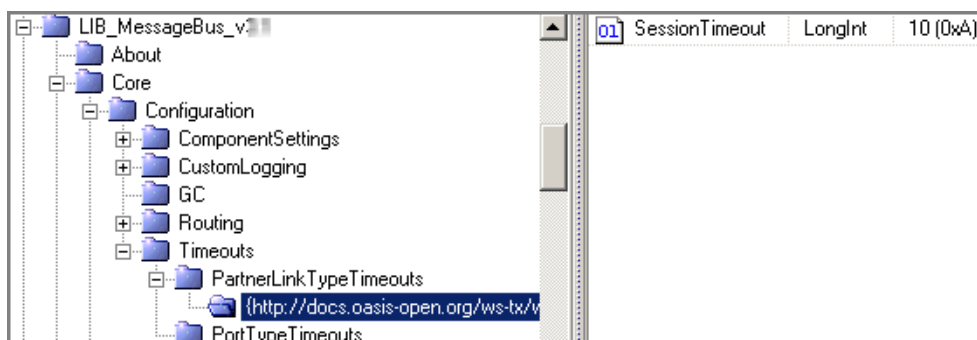 LIB_MessageBus_v
About
Core
Configuration
ComponentSettings
CustomLogging
GC
Routing
Timeouts
PartnerLinkTypeTimeouts
{http://docs.oasis-open.org/ws-tx/
PortTypeTimeouts
SessionTimeout LongInt 10 (0xA)